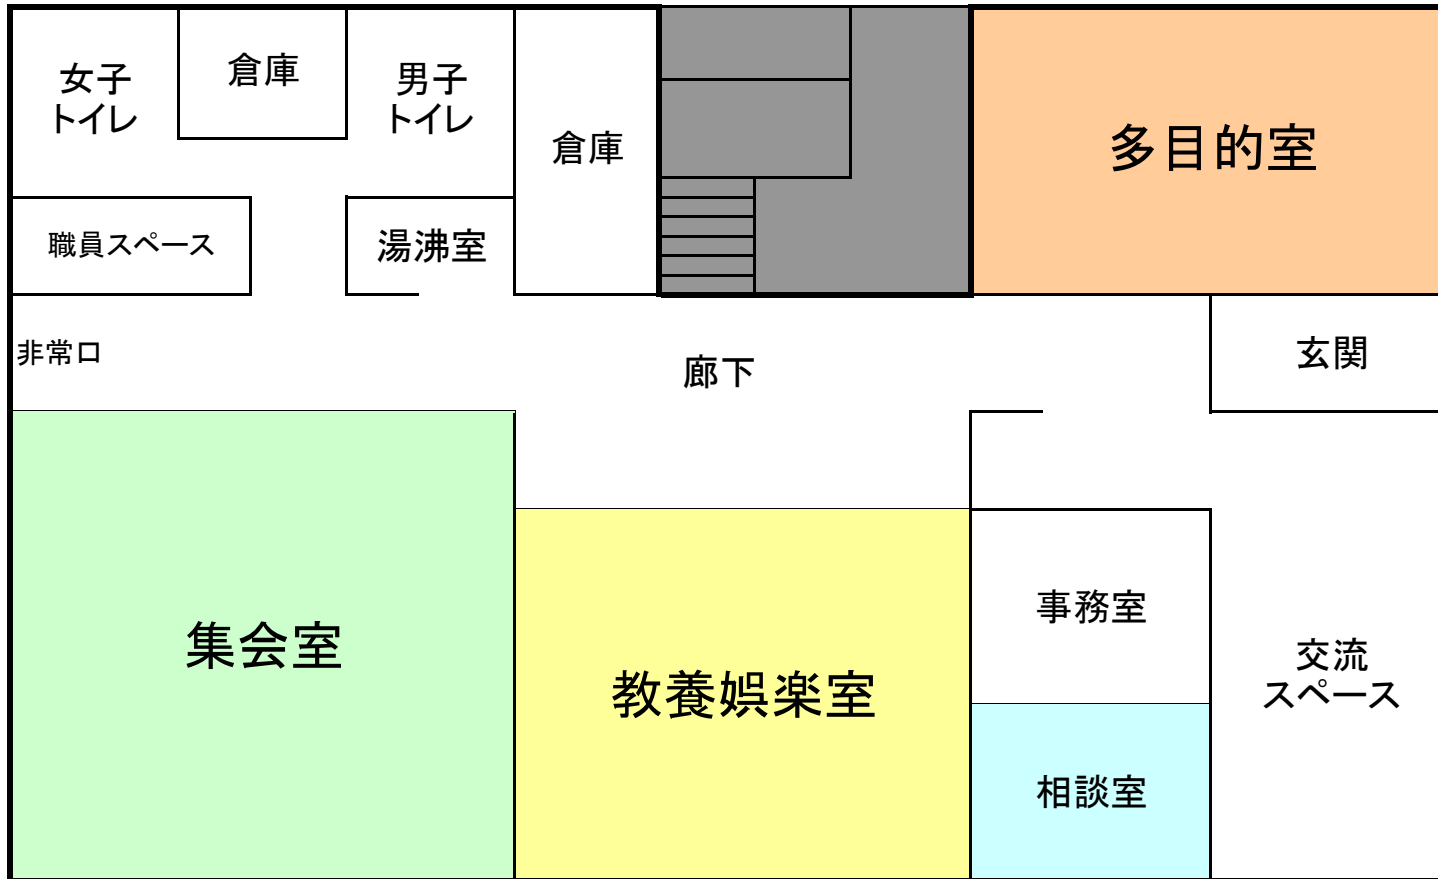 女子
トイレ
倉庫
男子
トイレ
倉庫
多目的室
職員スペース
湯沸室
非常口
廊下
玄関
集会室
教養娯楽室
事務室
交流
スペース
相談室